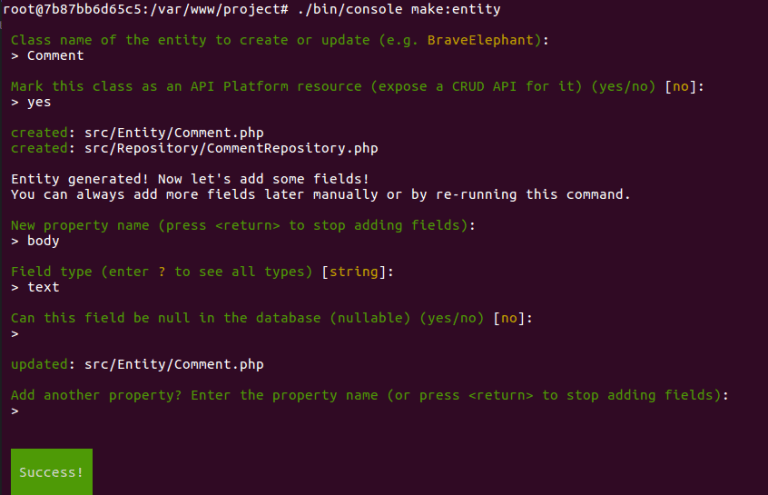 root@7b87bb6d65c5:/var/www/project# ./bin/console make:entity
Class name of the entity to create or update (e.g. BraveElephant):
> Comment
Mark this class as an API Platform resource (expose a CRUD API for it) (yes/no) [no]:
> yes
created: src/Entity/Comment.php
created: src/Repository/CommentRepository.php
Entity generated! Now let's add some fields!
You can always add more fields later manually or by re-running this command.
New property name (press <return> to stop adding fields):
> body
Field type (enter ? to see all types) [string]:
> text
Can this field be null in the database (nullable) (yes/no) [no]:
>
updated: src/Entity/Comment.php
Add another property? Enter the property name (or press <return> to stop adding fields):
>
Success!